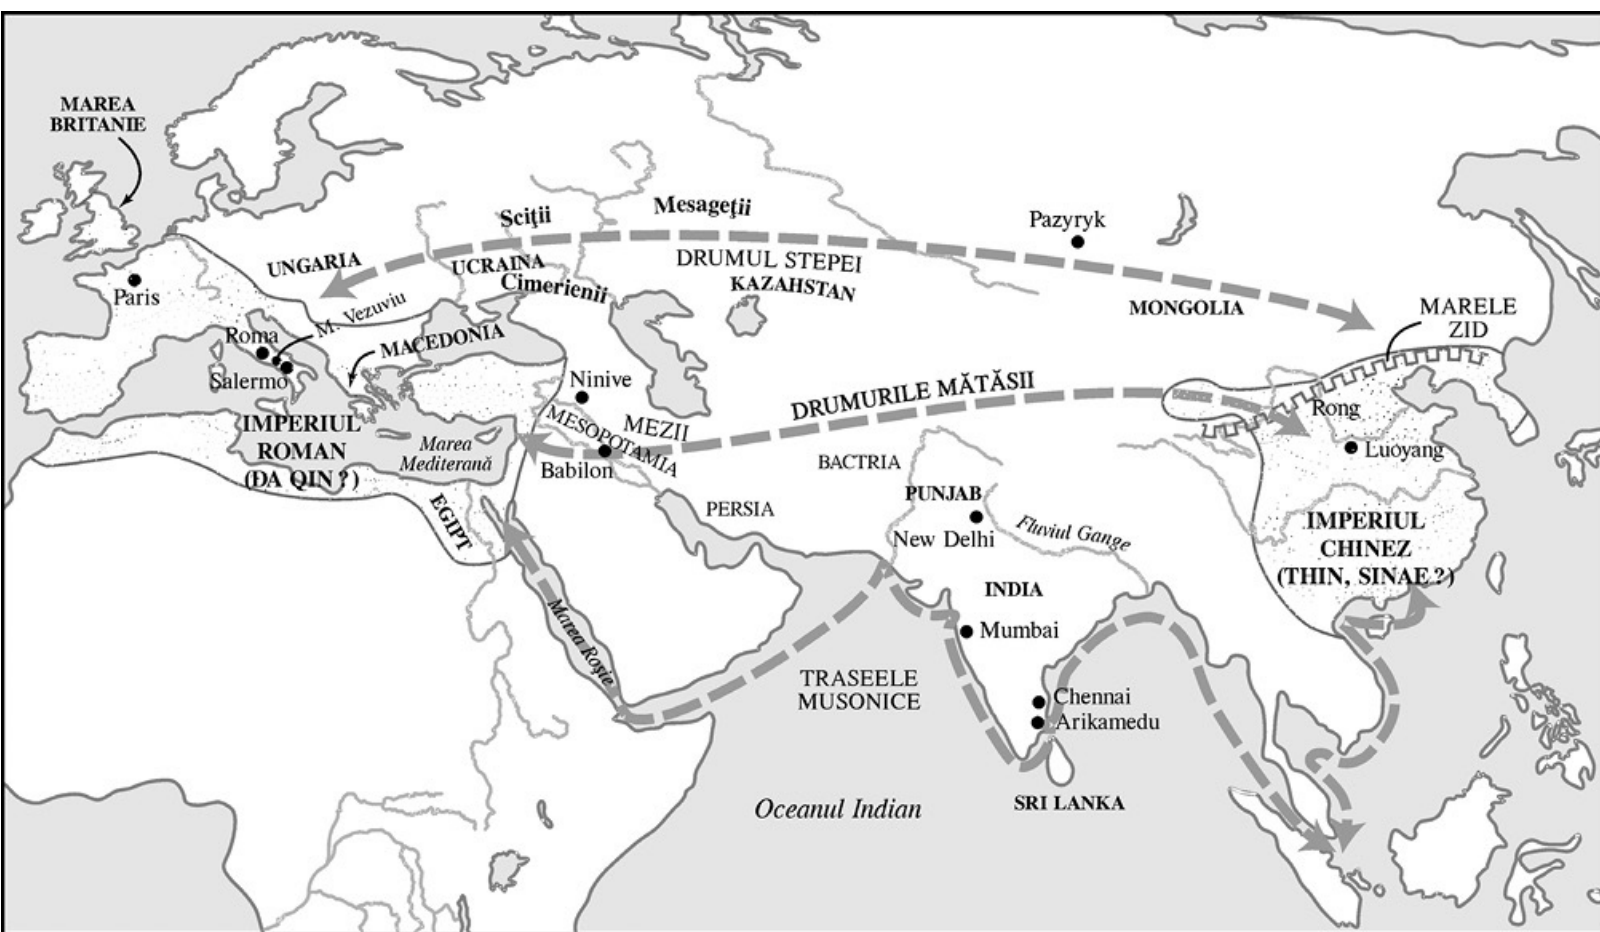 MAREA
BRITANIE
Sciţii
Mesageţii
Pazyryk
UNGARIA
UCRAINA
DRUMUL STEPEI
Cimerienii
KAZAHSTAN
MONGOLIA
MARELE
ZID
Paris
M. Vezuviu
Roma
MACEDONIA
Salermo
Ninive
DRUMURILE MĂTĂSII
Rong
IMPERIUL
ROMAN
(DA QIN?)
Marea
Mediterană
MESOPOTAMIA
MEZII
Babilon
BACTRIA
Luoyang
EGIPT
PERSIA
PUNJAB
New Delhi
Fluviul Gange
IMPERIUL
CHINEZ
(THIN, SINAE?)
INDIA
Mumbai
Marea Roşie
TRASEELE
MUSONICE
Chennai
Arikamedu
Oceanul Indian
SRI LANKA